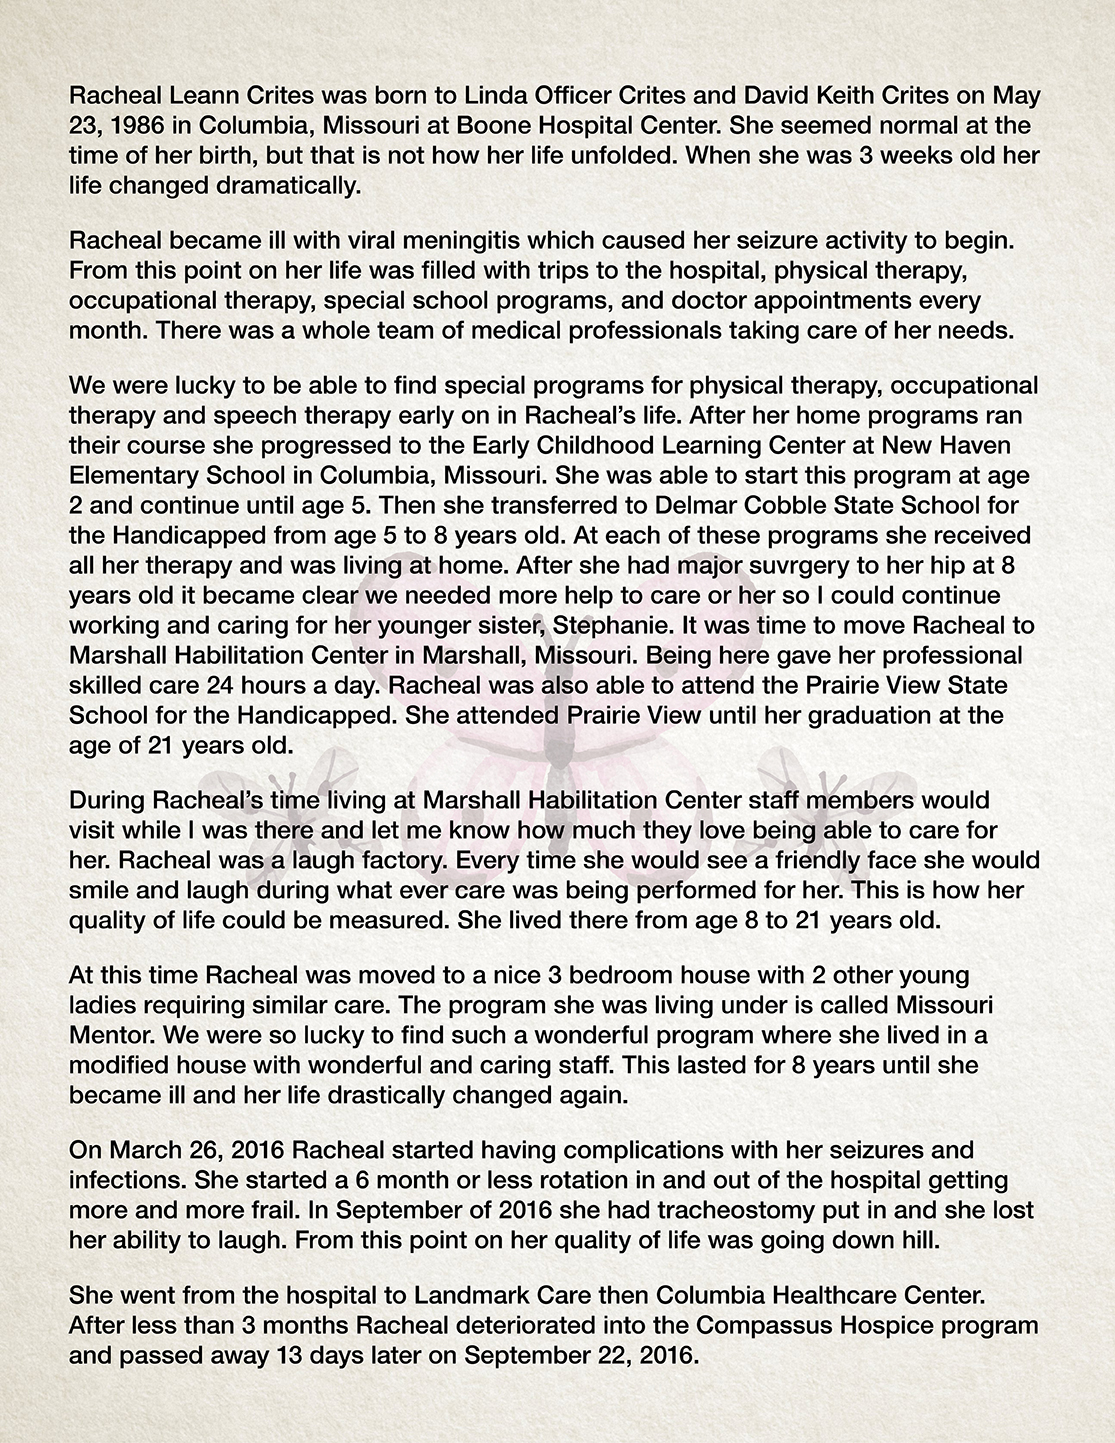 Racheal Leann Crites was born to Linda Officer Crites and David Keith Crites on May
23, 1986 in Columbia, Missouri at Boone Hospital Center. She seemed normal at the
time of her birth, but that is not how her life unfolded. When she was 3 weeks old her
life changed dramatically.
Racheal became ill with viral meningitis which caused her seizure activity to begin.
From this point on her life was filled with trips to the hospital, physical therapy,
occupational therapy, special school programs, and doctor appointments every
month. There was a whole team of medical professionals taking care of her needs.
We were lucky to be able to find special programs for physical therapy, occupational
therapy and speech therapy early on in Racheal’s life. After her home programs ran
their course she progressed to the Early Childhood Learning Center at New Haven
Elementary School in Columbia, Missouri. She was able to start this program at age
2 and continue until age 5. Then she transferred to Delmar Cobble State School for
the Handicapped from age 5 to 8 years old. At each of these programs she received
all her therapy and was living at home. After she had major suvrgery to her hip at 8
years old it became clear we needed more help to care or her so I could continue
working and caring for her younger sister, Stephanie. It was time to move Racheal to
Marshall Habilitation Center in Marshall, Missouri. Being here gave her professional
skilled care 24 hours a day. Racheal was also able to attend the Prairie View State
School for the Handicapped. She attended Prairie View until her graduation at the
age of 21 years old.
During Racheal’s time living at Marshall Habilitation Center staff members would
visit while I was there and let me know how much they love being able to care for
her. Racheal was a laugh factory. Every time she would see a friendly face she would
smile and laugh during what ever care was being performed for her. This is how her
quality of life could be measured. She lived there from age 8 to 21 years old.
At this time Racheal was moved to a nice 3 bedroom house with 2 other young
ladies requiring similar care. The program she was living under is called Missouri
Mentor. We were so lucky to find such a wonderful program where she lived in a
modified house with wonderful and caring staff. This lasted for 8 years until she
became ill and her life drastically changed again.
On March 26, 2016 Racheal started having complications with her seizures and
infections. She started a 6 month or less rotation in and out of the hospital getting
more and more frail. In September of 2016 she had tracheostomy put in and she lost
her ability to laugh. From this point on her quality of life was going down hill.
She went from the hospital to Landmark Care then Columbia Healthcare Center.
After less than 3 months Racheal deteriorated into the Compassus Hospice program
and passed away 13 days later on September 22, 2016.